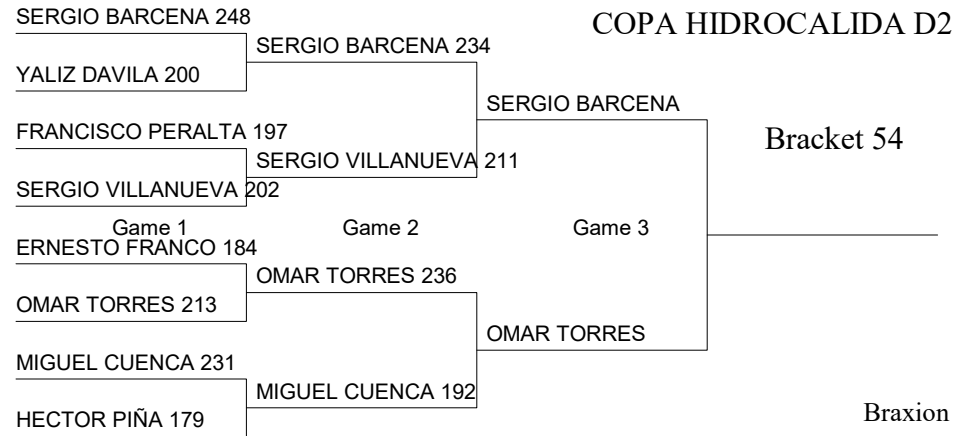 SERGIO BARCENA 248
COPA HIDROCALIDA D2
SERGIO BARCENA 234
YALIZ DAVILA 200
SERGIO BARCENA
FRANCISCO PERALTA 197
Bracket 54
SERGIO VILLANUEVA 211
SERGIO VILLANUEVA 202
Game 1
Game 2
Game 3
ERNESTO FRANCO 184
OMAR TORRES 236
OMAR TORRES 213
OMAR TORRES
MIGUEL CUENCA 231
MIGUEL CUENCA 192
HECTOR PIÑA 179
Braxion